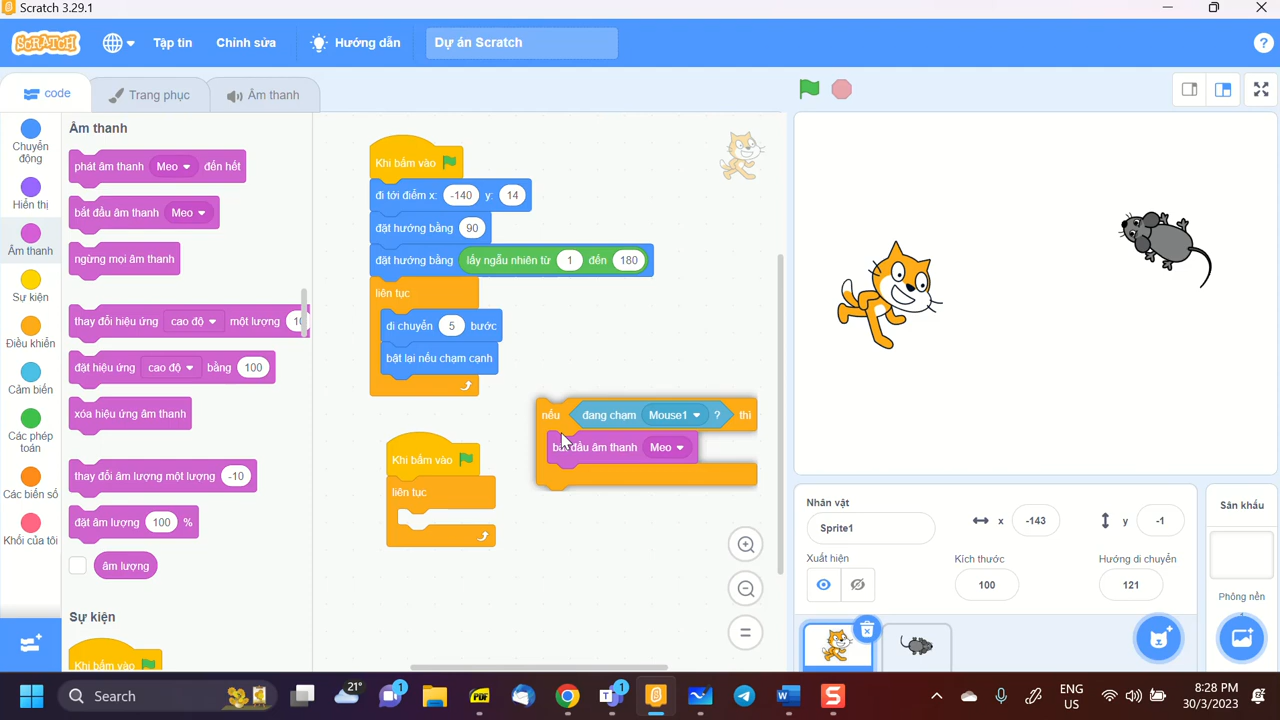 Scratch 3.29.1
SCRATCH
Tập tin
Chỉnh sửa
Hướng dẫn
Dự án Scratch
?
code
Trang phục
Âm thanh
Chuyển động
Hiển thị
Âm thanh
Sự kiện
Điều khiển
Cảm biến
Các phép toán
Các biến số
Khối của tôi
Âm thanh
phát âm thanh Meo đến hết
bắt đầu âm thanh Meo
ngừng mọi âm thanh
thay đổi hiệu ứng cao độ một lượng 10
đặt hiệu ứng cao độ bằng 100
xóa hiệu ứng âm thanh
thay đổi âm lượng một lượng -10
đặt âm lượng 100 %
âm lượng
Sự kiện
Khi bấm vào
Khi bấm vào
đi tới điểm x: -140 y: 14
đặt hướng bằng 90
đặt hướng bằng lấy ngẫu nhiên từ 1 đến 180
liên tục
di chuyển 5 bước
bật lại nếu chạm cạnh
nếu đang chạm Mouse1 ? thì
đầu âm thanh Meo
Khi bấm vào
liên tục
Nhân vật
Sprite1
x -143
y -1
Xuất hiện
Kích thước
100
Hướng di chuyển
121
Sân khấu
Phông nền
1
Search
21°
1
PDF
1
ENG
US
8:28 PM
30/3/2023